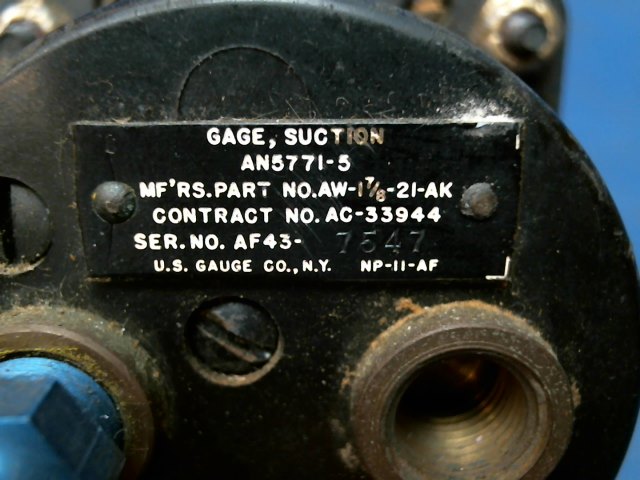 GAGE, SUCTION
AN5771-5
MF'RS. PART NO. AW-1⅞-21-AK
CONTRACT NO. AC-33944
SER. NO. AF43- 7547
U.S. GAUGE CO., N.Y. NP-11-AF